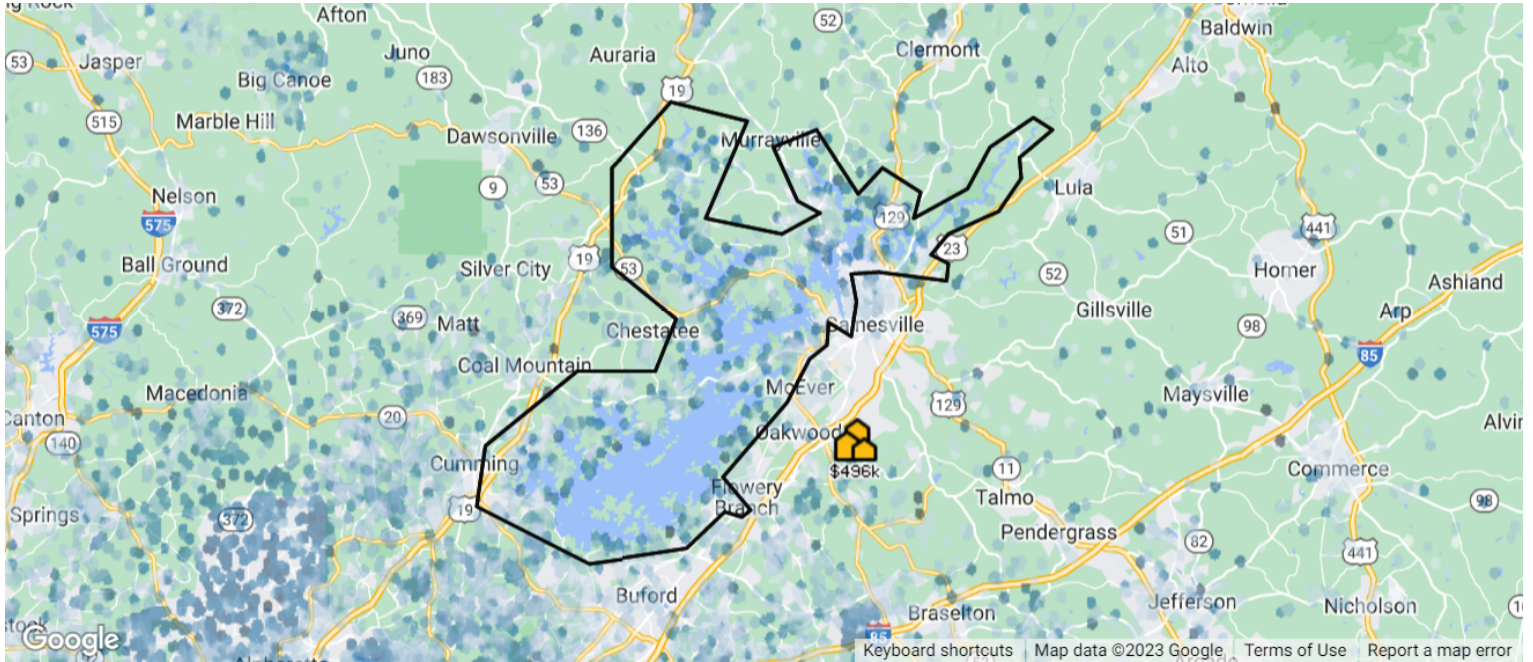 Afton
52
Baldwin
53
Jasper
Juno
Auraria
Clermont
Alto
Big Canoe
183
19
515
Marble Hill
136
Dawsonville
Murrayville
9
53
Lula
Nelson
575
129
441
51
23
Ball Ground
Silver City
19
53
52
Homer
Ashland
372
369
Matt
Chestatee
Gainesville
Gillsville
98
Arp
575
85
Coal Mountain
McEver
Macedonia
Maysville
129
Canton
20
140
Oakwood
Cumming
$496k
11
Commerce
Flowery
Branch
Talmo
98
Springs
372
19
Pendergrass
82
441
Buford
Jefferson
Nicholson
Braselton
85
Google
Keyboard shortcuts
Map data ©2023 Google
Terms of Use
Report a map error